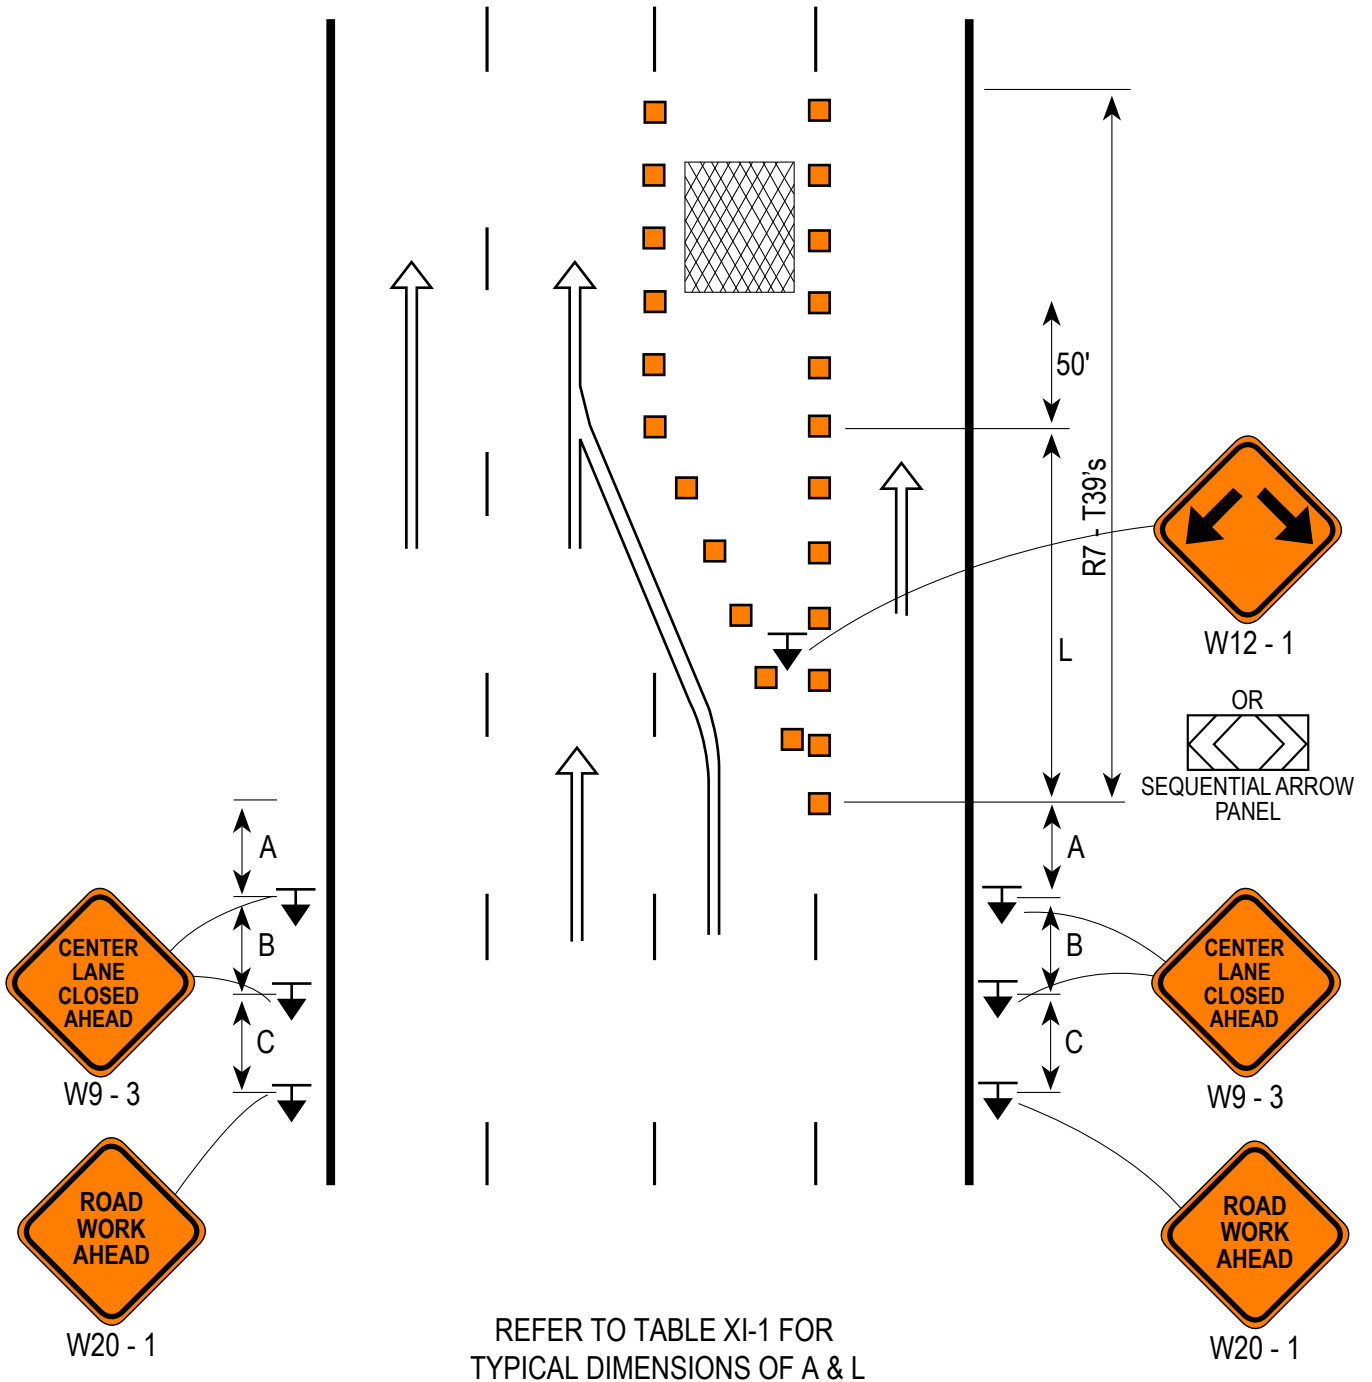 50'
R7 - T39's
L
W12 - 1
OR
SEQUENTIAL ARROW
PANEL
A
A
B
B
C
C
CENTER
LANE
CLOSED
AHEAD
W9 - 3
CENTER
LANE
CLOSED
AHEAD
W9 - 3
ROAD
WORK
AHEAD
W20 - 1
ROAD
WORK
AHEAD
W20 - 1
REFER TO TABLE XI-1 FOR
TYPICAL DIMENSIONS OF A & L